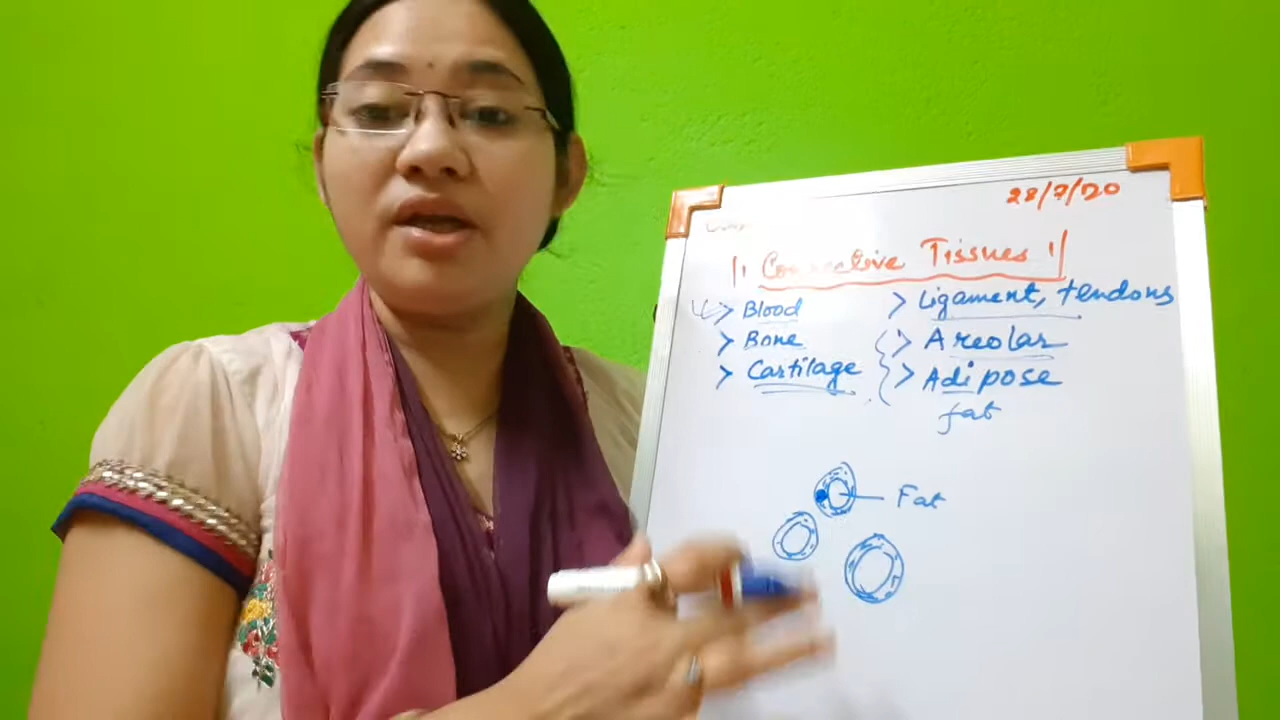 28/7/20
" Connective Tissues "
> Blood
> Bone
> Cartilage
> Ligament, tendons
> Areolar
> Adipose
fat
Fat